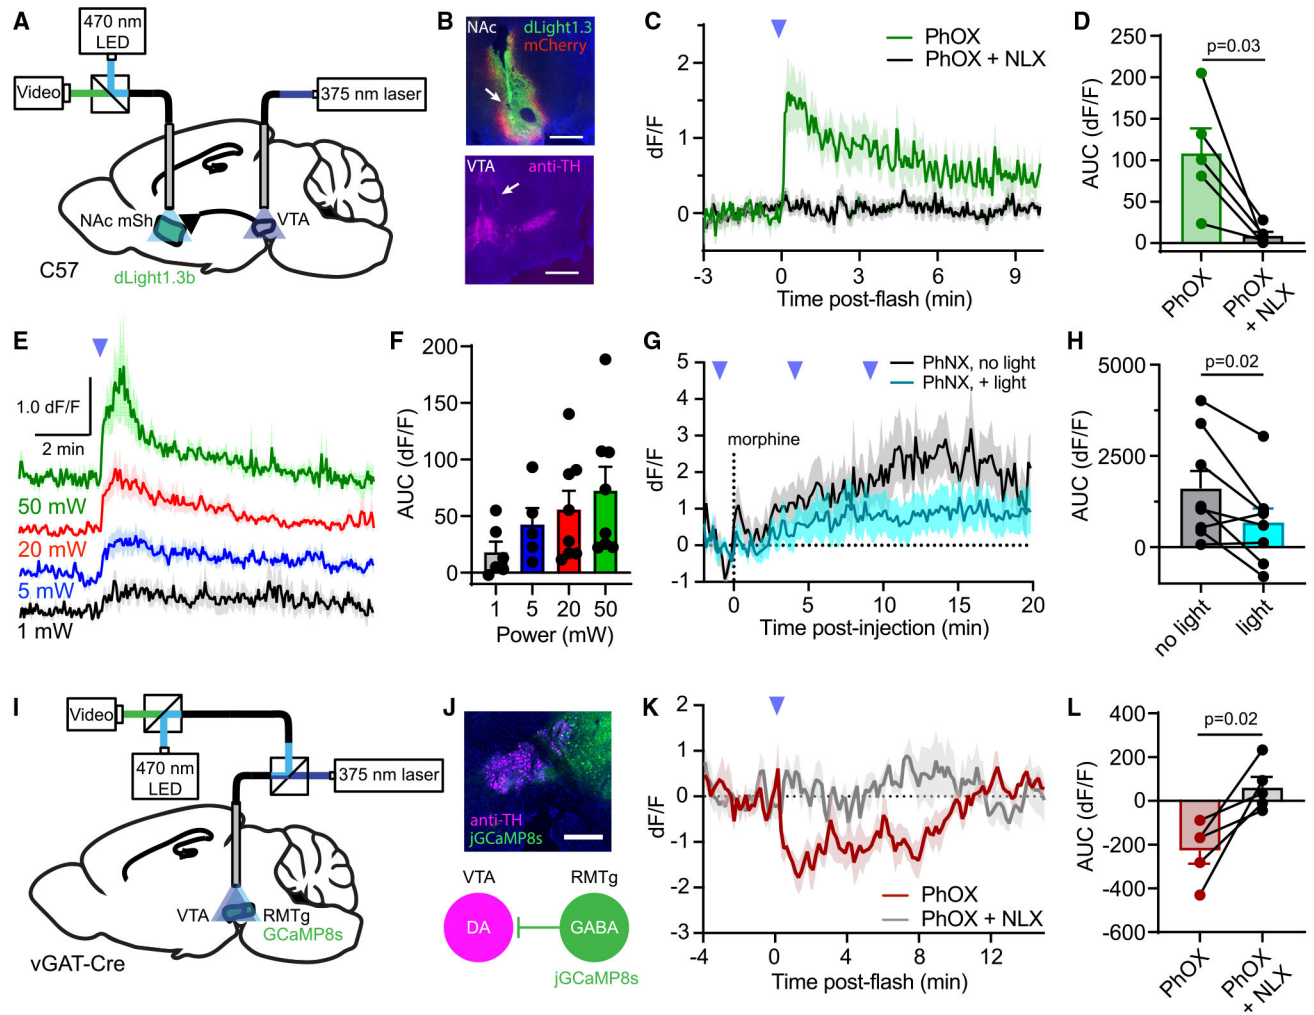 A
470 nm
LED
Video
375 nm laser
NAc mSh
VTA
C57
dLight1.3b
B
NAc
dLight1.3
mCherry
VTA
anti-TH
C
PhOX
PhOX + NLX
dF/F
2
1
0
-3
0
3
6
9
Time post-flash (min)
D
p=0.03
AUC (dF/F)
250
200
150
100
50
0
PhOX
PhOX
+ NLX
E
1.0 dF/F
2 min
50 mW
20 mW
5 mW
1 mW
F
AUC (dF/F)
200
150
100
50
0
1
5
20
50
Power (mW)
G
PhNX, no light
PhNX, + light
morphine
dF/F
5
4
3
2
1
0
-1
0
5
10
15
20
Time post-injection (min)
H
p=0.02
AUC (dF/F)
5000
2500
0
no light
light
I
Video
470 nm
LED
375 nm laser
VTA
RMTg
GCaMP8s
vGAT-Cre
J
anti-TH
jGCaMP8s
VTA
RMTg
DA
GABA
jGCaMP8s
K
dF/F
2
1
0
-1
-2
-3
PhOX
PhOX + NLX
-4
0
4
8
12
Time post-flash (min)
L
p=0.02
AUC (dF/F)
400
200
0
-200
-400
-600
PhOX
PhOX
+ NLX